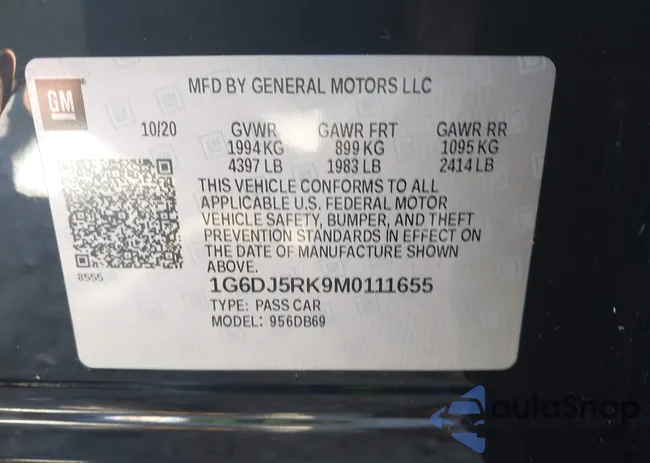 GM
MFD BY GENERAL MOTORS LLC
10/20 GVWR GAWR FRT GAWR RR
1994 KG 899 KG 1095 KG
4397 LB 1983 LB 2414 LB
THIS VEHICLE CONFORMS TO ALL
APPLICABLE U.S. FEDERAL MOTOR
VEHICLE SAFETY, BUMPER, AND THEFT
PREVENTION STANDARDS IN EFFECT ON
THE DATE OF MANUFACTURE SHOWN
ABOVE.
8555
1G6DJ5RK9M0111655
TYPE: PASS CAR
MODEL: 956DB69
autoSnap